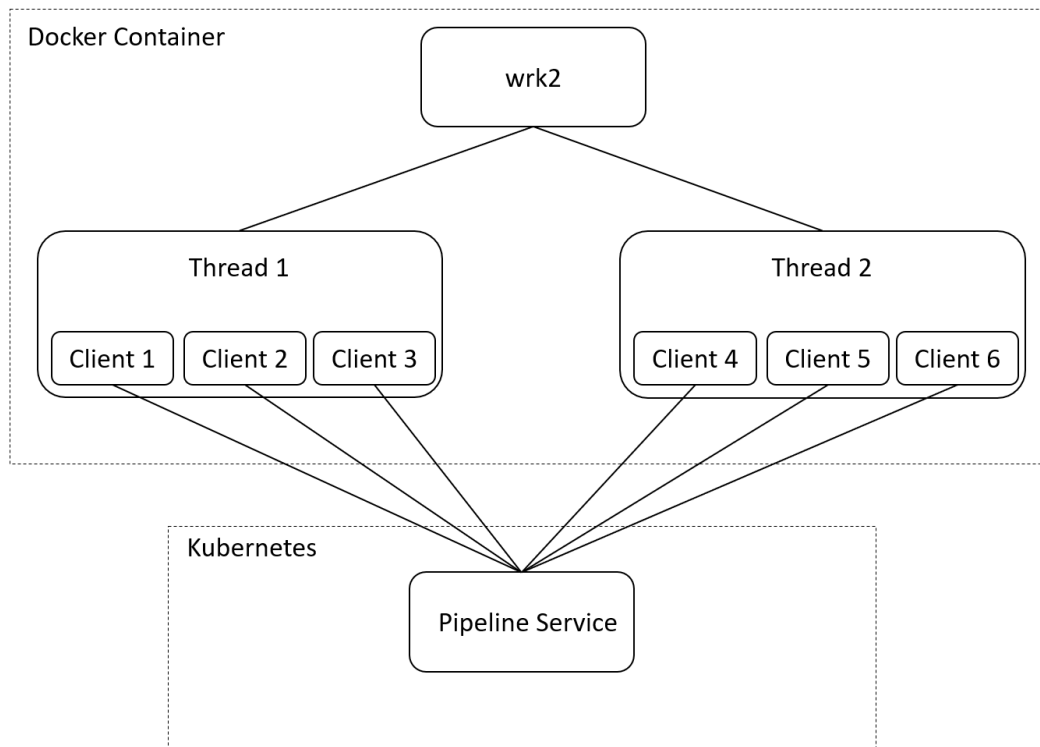 Docker Container
wrk2
Thread 1
Thread 2
Client 1
Client 2
Client 3
Client 4
Client 5
Client 6
Kubernetes
Pipeline Service